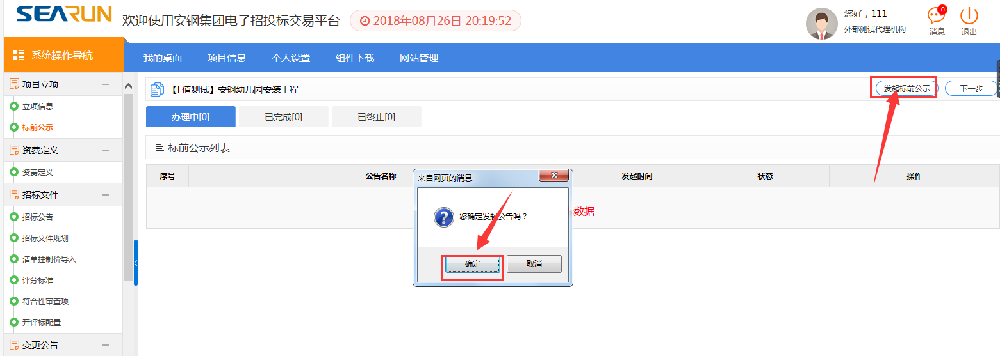 SEARUN 欢迎使用安钢集团电子招投标交易平台 2018年08月26日 20:19:52 您好，111 0
外部测试代理机构 消息 退出
系统操作导航 我的桌面 项目信息 个人设置 组件下载 网站管理
项目立项
立项信息
标前公示
资费定义
资费定义
招标文件
招标公告
招标文件规划
清单控制价导入
评分标准
符合性审查项
开评标配置
变更公告
【F值测试】安钢幼儿园安装工程 发起标前公示 下一步
办理中[0] 已完成[0] 已终止[0]
标前公示列表
序号 公告名称 发起时间 状态 操作
数据
来自网页的消息
您确定发起公告吗？
确定 取消